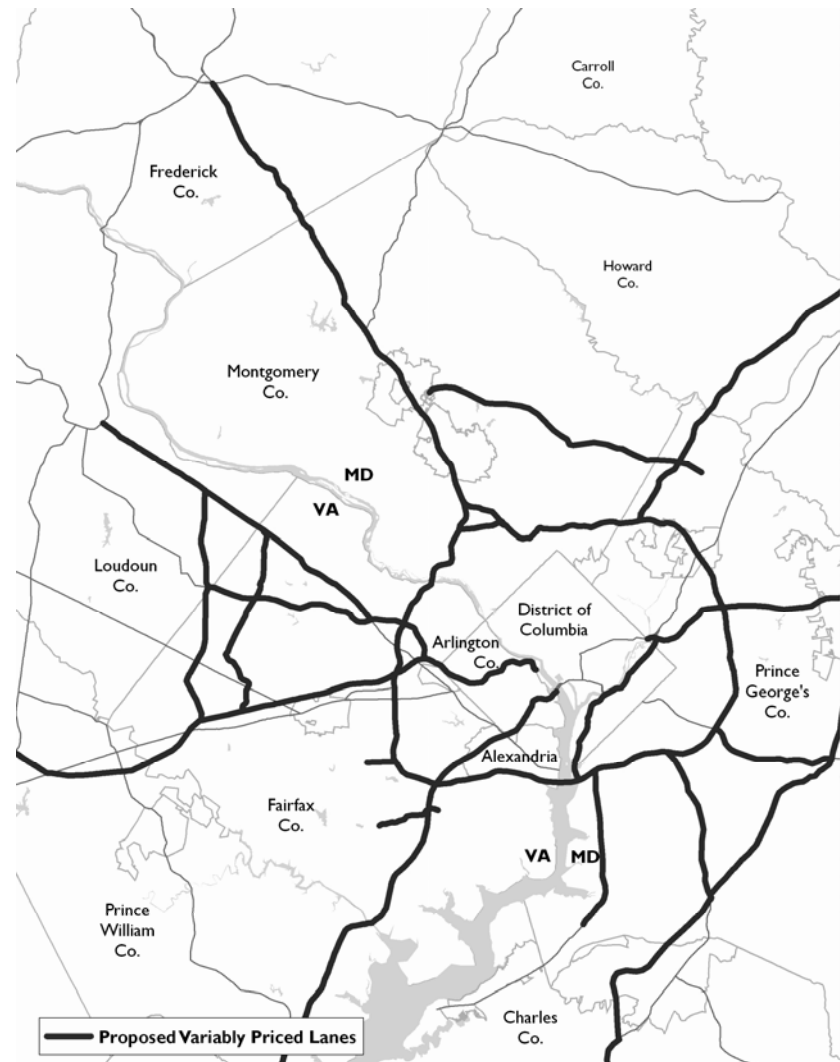 Carroll
Co.
Frederick
Co.
Howard
Co.
Montgomery
Co.
MD
VA
Loudoun
Co.
District of
Columbia
Arlington
Co.
Prince
George's
Co.
Alexandria
Fairfax
Co.
VA
MD
Prince
William
Co.
Charles
Co.
Proposed Variably Priced Lanes